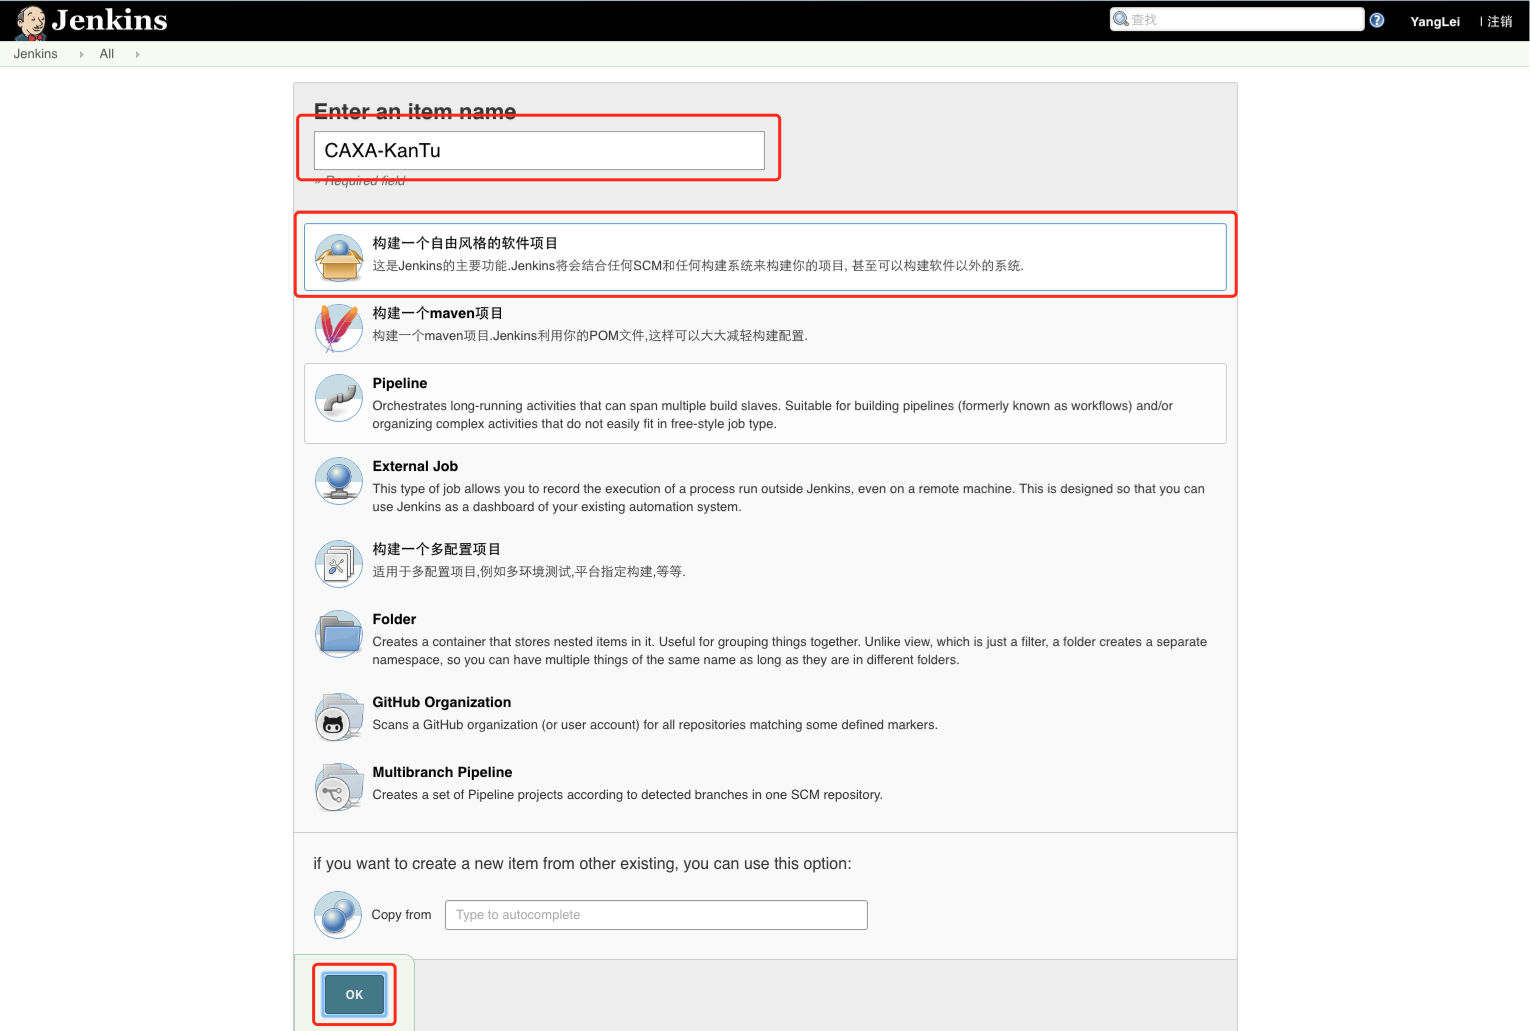 Jenkins
查找
YangLei
| 注销
Jenkins
All
Enter an item name
CAXA-KanTu
» Required field
构建一个自由风格的软件项目
这是Jenkins的主要功能.Jenkins将会结合任何SCM和任何构建系统来构建你的项目, 甚至可以构建软件以外的系统.
构建一个maven项目
构建一个maven项目.Jenkins利用你的POM文件,这样可以大大减轻构建配置.
Pipeline
Orchestrates long-running activities that can span multiple build slaves. Suitable for building pipelines (formerly known as workflows) and/or
organizing complex activities that do not easily fit in free-style job type.
External Job
This type of job allows you to record the execution of a process run outside Jenkins, even on a remote machine. This is designed so that you can
use Jenkins as a dashboard of your existing automation system.
构建一个多配置项目
适用于多配置项目,例如多环境测试,平台指定构建,等等.
Folder
Creates a container that stores nested items in it. Useful for grouping things together. Unlike view, which is just a filter, a folder creates a separate
namespace, so you can have multiple things of the same name as long as they are in different folders.
GitHub Organization
Scans a GitHub organization (or user account) for all repositories matching some defined markers.
Multibranch Pipeline
Creates a set of Pipeline projects according to detected branches in one SCM repository.
if you want to create a new item from other existing, you can use this option:
Copy from
Type to autocomplete
OK